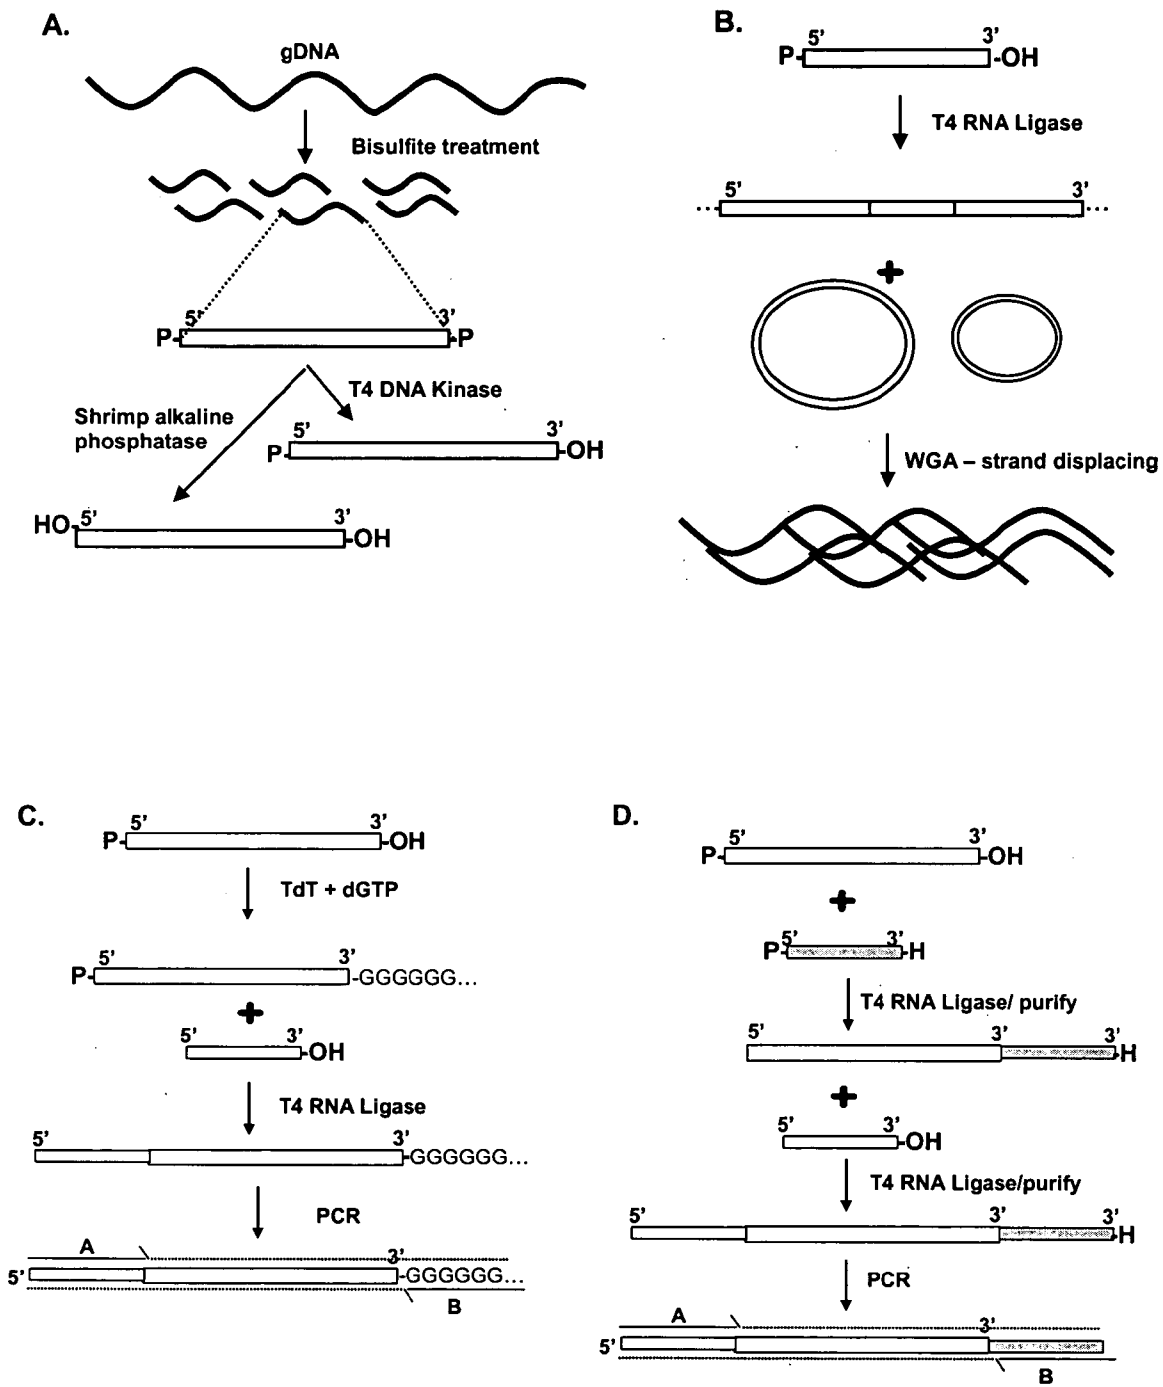 A.
gDNA
Bisulfite treatment
5' 3'
P- -P
T4 DNA Kinase
Shrimp alkaline
phosphatase
5' 3'
P- -OH
HO- 5' 3'
-OH
B.
5' 3'
P- -OH
T4 RNA Ligase
5' 3'
... ...
+
WGA – strand displacing
C.
5' 3'
P- -OH
TdT + dGTP
5' 3'
P- -GGGGGG...
+
5' 3'
-OH
T4 RNA Ligase
5' 3'
-GGGGGG...
PCR
A
3'
5' -GGGGGG...
B
D.
5' 3'
P- -OH
+
5' 3'
P- -H
T4 RNA Ligase/ purify
5' 3' 3'
-H
+
5' 3'
-OH
T4 RNA Ligase/purify
5' 3' 3'
-H
PCR
A
3'
5'
B